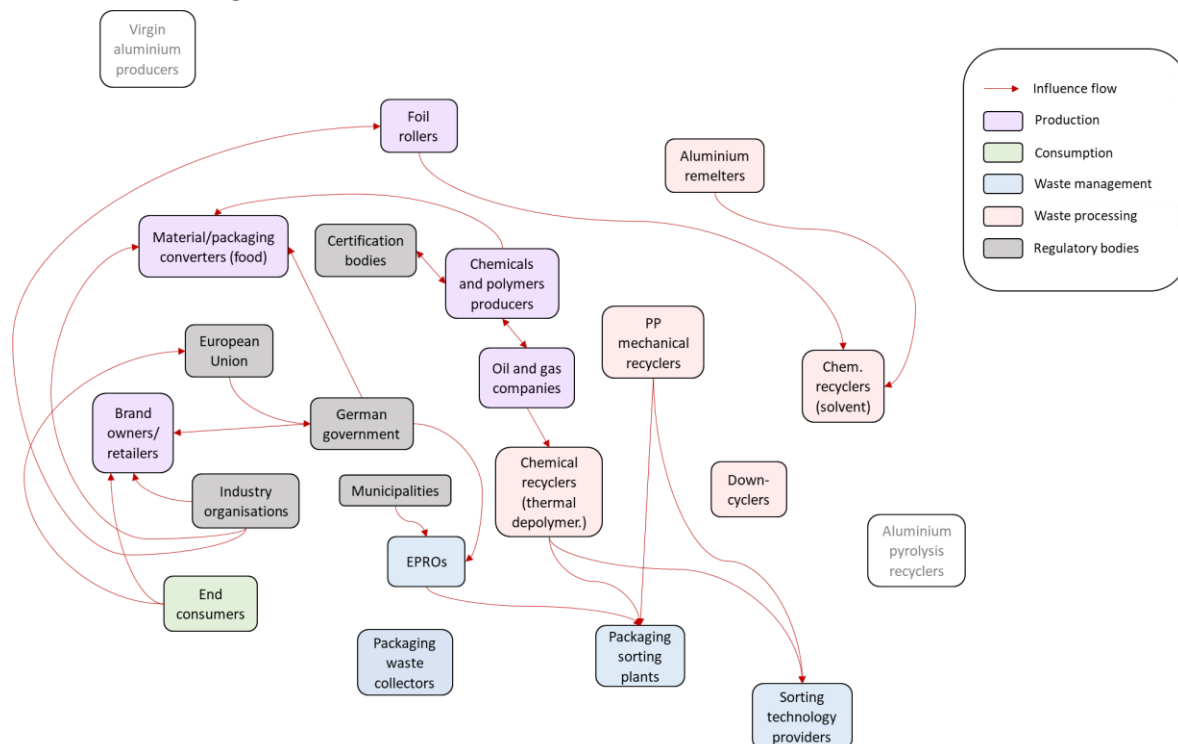 Virgin
aluminium
producers
Foil
rollers
Aluminium
remelters
Influence flow
Production
Consumption
Waste management
Waste processing
Regulatory bodies
Material/packaging
converters (food)
Certification
bodies
Chemicals
and polymers
producers
European
Union
PP
mechanical
recyclers
Oil and gas
companies
Chem.
recyclers
(solvent)
Brand
owners/
retailers
German
government
Industry
organisations
Municipalities
Chemical
recyclers
(thermal
depolymer.)
Down-
cyclers
Aluminium
pyrolysis
recyclers
EPROs
End
consumers
Packaging
waste
collectors
Packaging
sorting
plants
Sorting
technology
providers